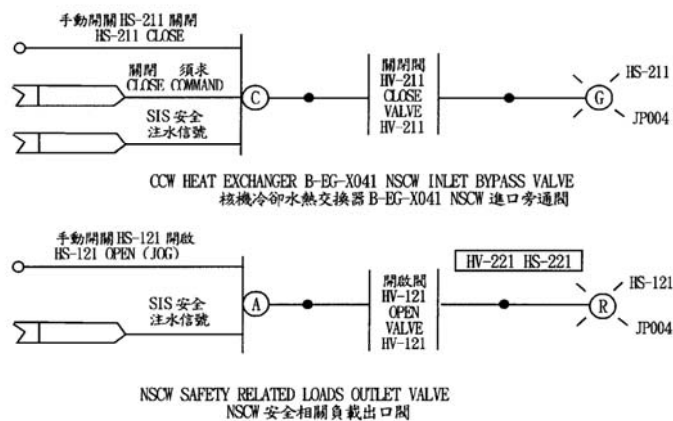 手動開關 HS-211 關閉
HS-211 CLOSE
關閉 須求
CLOSE COMMAND
SIS 安全
注水信號
C
關閉閥
HV-211
CLOSE
VALVE
HV-211
G
HS-211
JP004
CCW HEAT EXCHANGER B-EG-X041 NSCW INLET BYPASS VALVE
核機冷卻水熱交換器 B-EG-X041 NSCW 進口旁通閥
手動開關 HS-121 開啟
HS-121 OPEN (JOG)
SIS 安全
注水信號
A
開啟閥
HV-121
OPEN
VALVE
HV-121
HV-221 HS-221
R
HS-121
JP004
NSCW SAFETY RELATED LOADS OUTLET VALVE
NSCW 安全相關負載出口閥